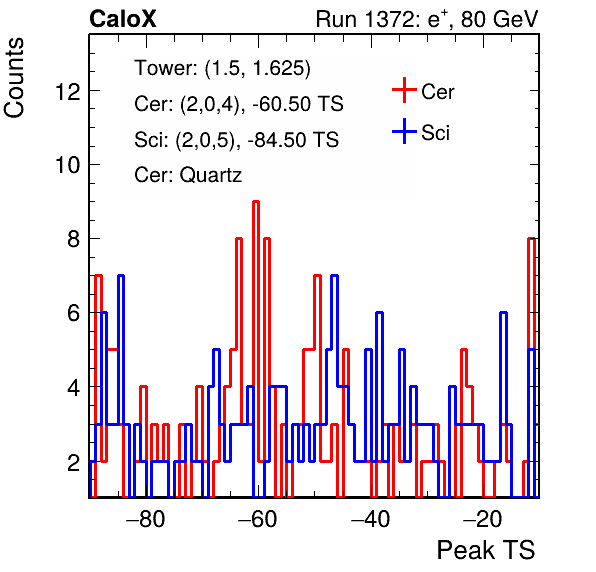 CaloX Run 1372: e⁺, 80 GeV
Counts
Tower: (1.5, 1.625)
Cer: (2,0,4), -60.50 TS
Sci: (2,0,5), -84.50 TS
Cer: Quartz
Cer
Sci
12
10
8
6
4
2
−80 −60 −40 −20
Peak TS